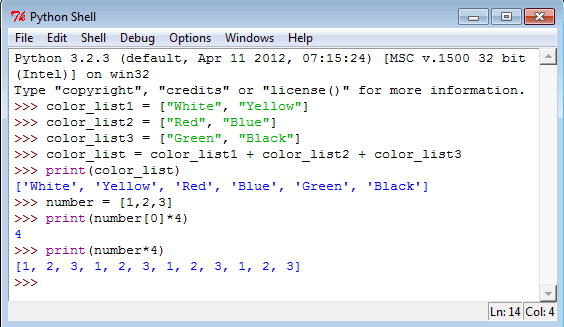 Python Shell
File Edit Shell Debug Options Windows Help
Python 3.2.3 (default, Apr 11 2012, 07:15:24) [MSC v.1500 32 bit
(Intel)] on win32
Type "copyright", "credits" or "license()" for more information.
>>> color_list1 = ["White", "Yellow"]
>>> color_list2 = ["Red", "Blue"]
>>> color_list3 = ["Green", "Black"]
>>> color_list = color_list1 + color_list2 + color_list3
>>> print(color_list)
['White', 'Yellow', 'Red', 'Blue', 'Green', 'Black']
>>> number = [1,2,3]
>>> print(number[0]*4)
4
>>> print(number*4)
[1, 2, 3, 1, 2, 3, 1, 2, 3, 1, 2, 3]
>>>
Ln: 14 Col: 4